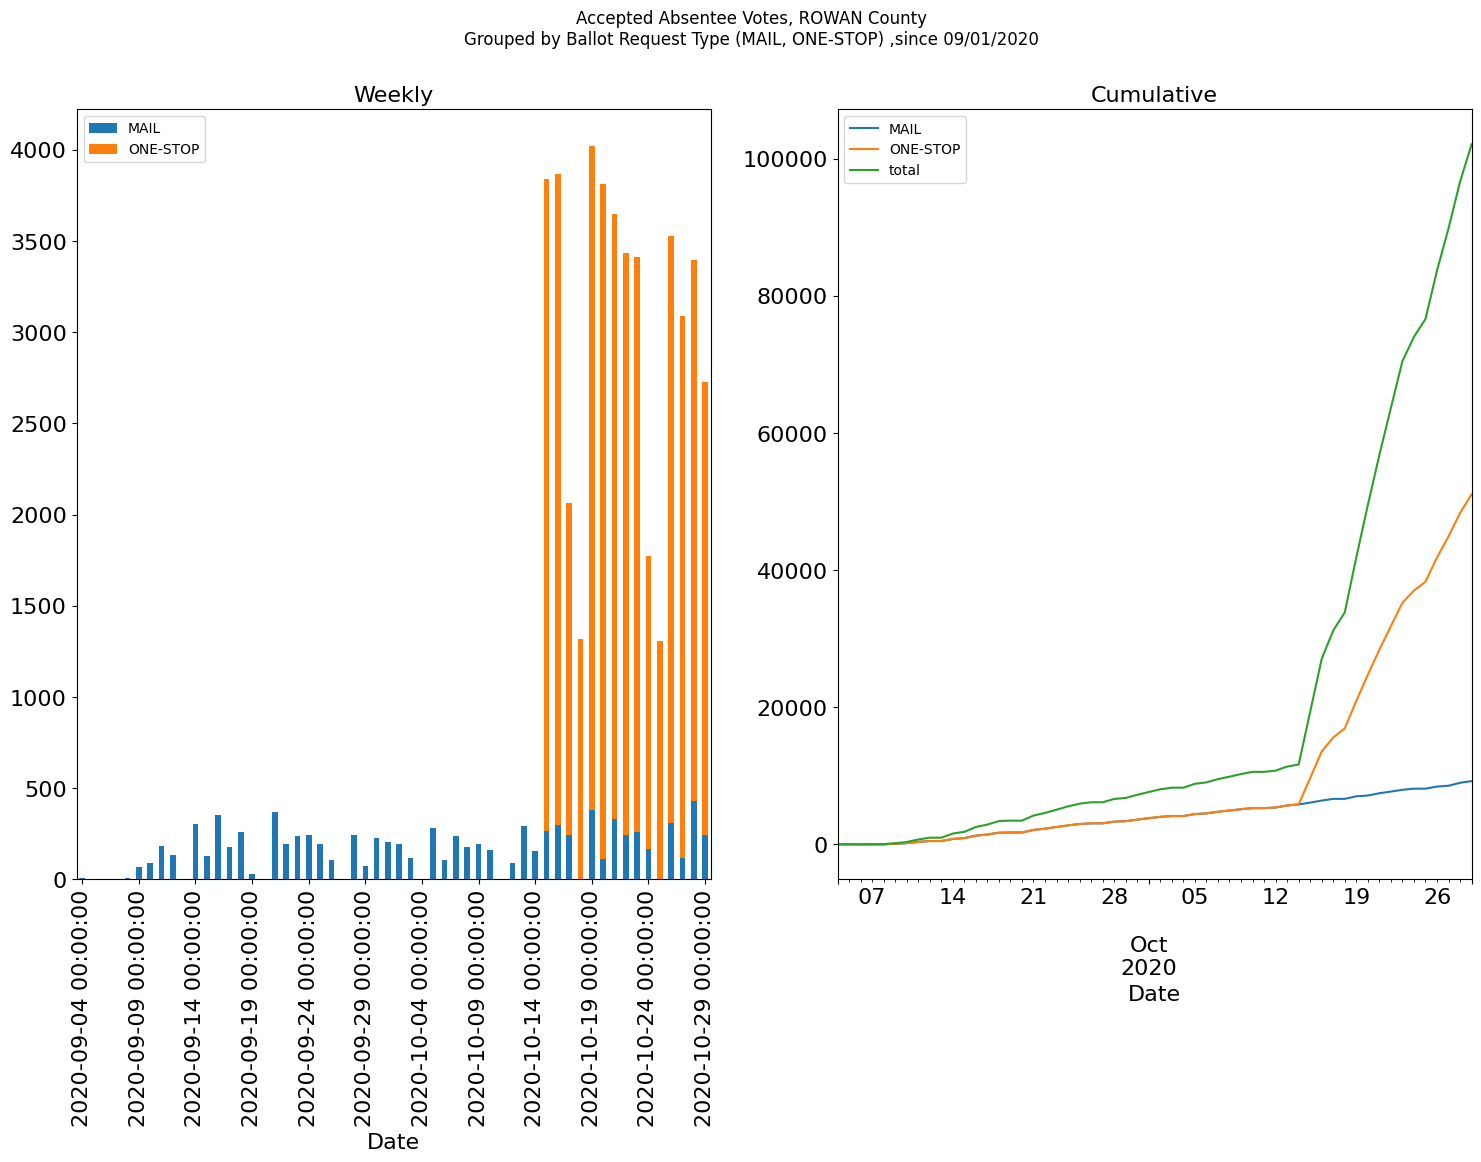 Accepted Absentee Votes, ROWAN County
Grouped by Ballot Request Type (MAIL, ONE-STOP) ,since 09/01/2020
Weekly
MAIL
ONE-STOP
4000
3500
3000
2500
2000
1500
1000
500
0
2020-09-04 00:00:00
2020-09-09 00:00:00
2020-09-14 00:00:00
2020-09-19 00:00:00
2020-09-24 00:00:00
2020-09-29 00:00:00
2020-10-04 00:00:00
2020-10-09 00:00:00
2020-10-14 00:00:00
2020-10-19 00:00:00
2020-10-24 00:00:00
2020-10-29 00:00:00
Date
Cumulative
MAIL
ONE-STOP
total
100000
80000
60000
40000
20000
0
07 14 21 28 05 12 19 26
Oct
2020
Date